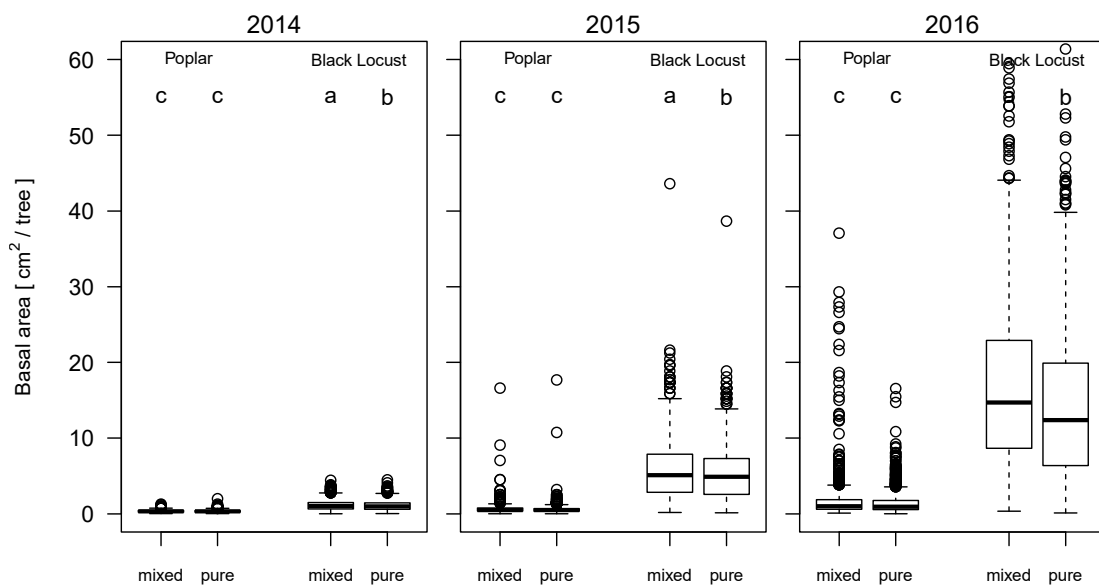 2014 2015 2016
Poplar Black Locust Poplar Black Locust Poplar Black Locust
c c a b c c a b c c b
60
50
40
30
20
10
0
Basal area [ cm² / tree ]
mixed pure mixed pure mixed pure mixed pure mixed pure mixed pure